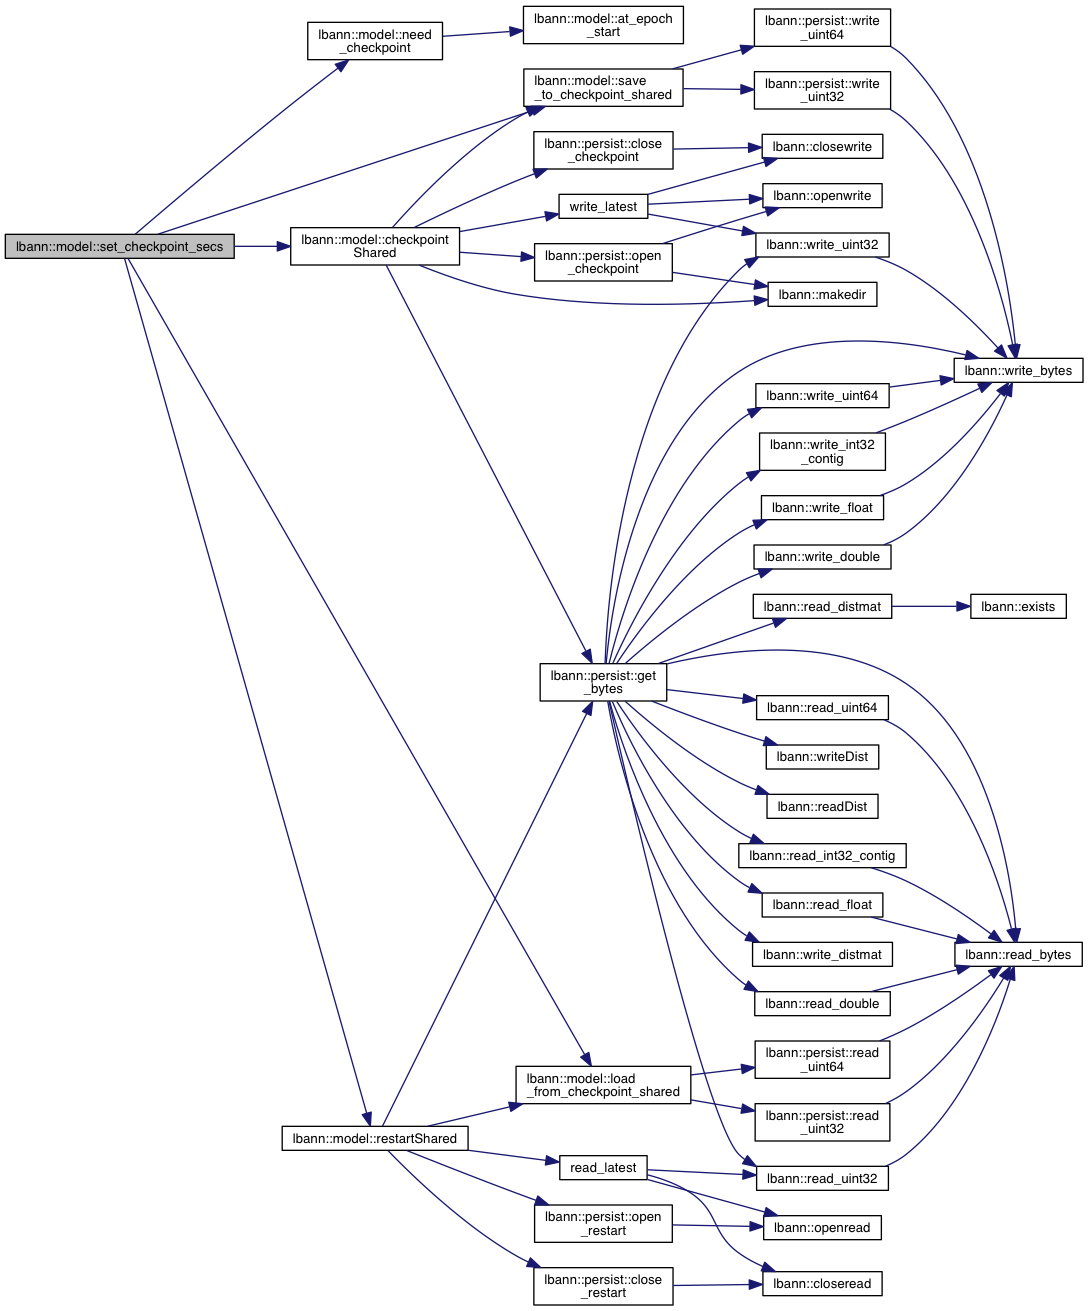 lbann::model::set_checkpoint_secs
lbann::model::need
_checkpoint
lbann::model::at_epoch
_start
lbann::model::save
_to_checkpoint_shared
lbann::persist::write
_uint64
lbann::persist::write
_uint32
lbann::persist::close
_checkpoint
lbann::closewrite
write_latest
lbann::openwrite
lbann::model::checkpoint
Shared
lbann::persist::open
_checkpoint
lbann::write_uint32
lbann::makedir
lbann::write_bytes
lbann::write_uint64
lbann::write_int32
_contig
lbann::write_float
lbann::write_double
lbann::read_distmat
lbann::exists
lbann::persist::get
_bytes
lbann::read_uint64
lbann::writeDist
lbann::readDist
lbann::read_int32_contig
lbann::read_float
lbann::write_distmat
lbann::read_bytes
lbann::read_double
lbann::persist::read
_uint64
lbann::model::load
_from_checkpoint_shared
lbann::persist::read
_uint32
lbann::model::restartShared
read_latest
lbann::read_uint32
lbann::persist::open
_restart
lbann::openread
lbann::persist::close
_restart
lbann::closeread